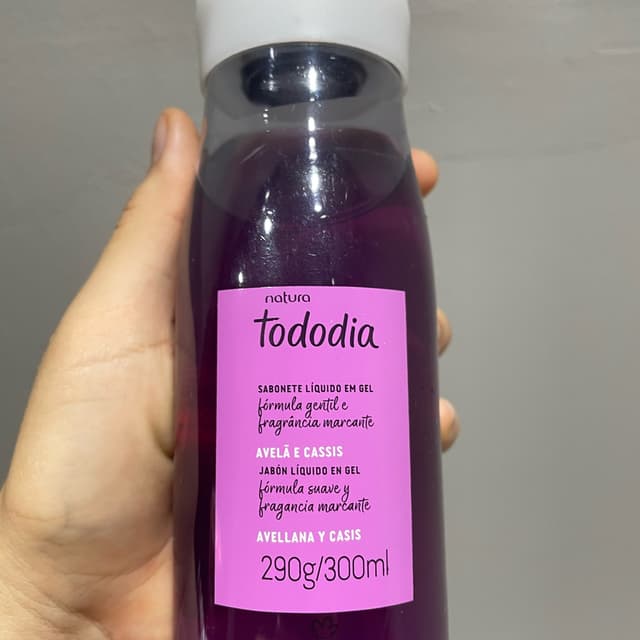 natura
tododia
SABONETE LÍQUIDO EM GEL
fórmula gentil e
fragrância marcante
AVELÃ E CASSIS
JABÓN LÍQUIDO EN GEL
fórmula suave y
fragancia marcante
AVELLANA Y CASIS
290g/300ml